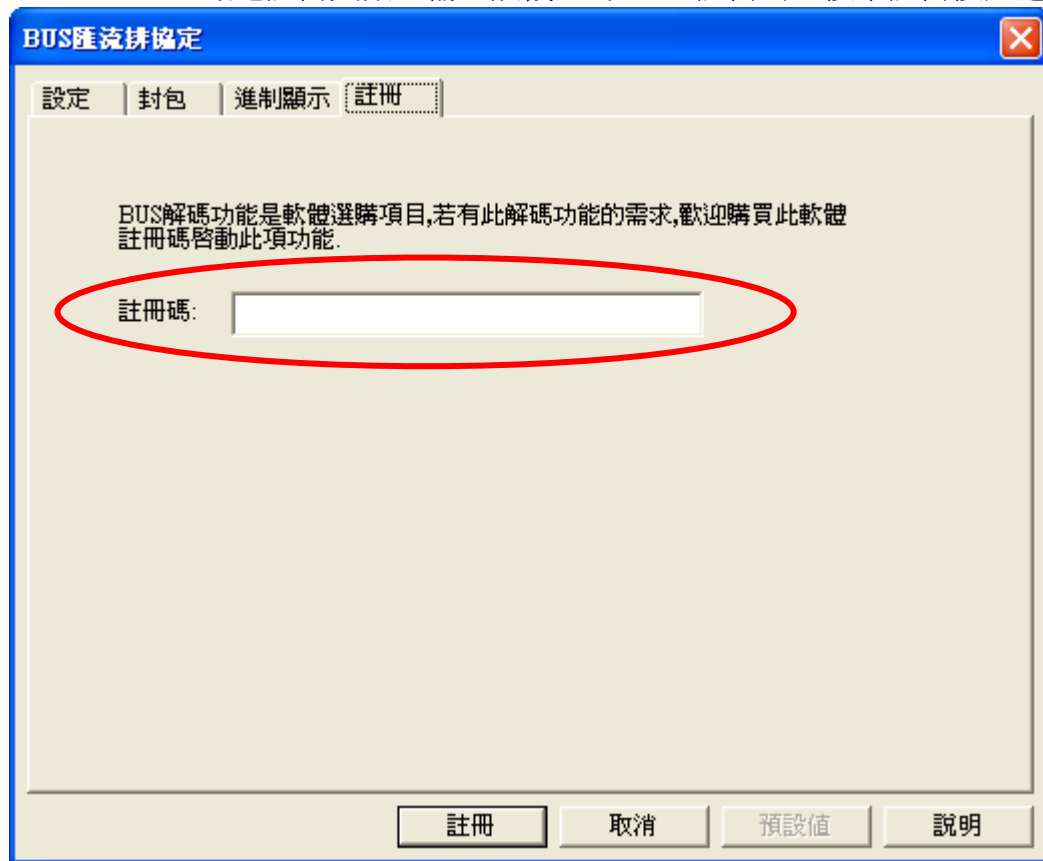 BUS匯流排協定
設定 封包 進制顯示 註冊
BUS解碼功能是軟體選購項目,若有此解碼功能的需求,歡迎購買此軟體
註冊碼啓動此項功能.
註冊碼:
註冊 取消 預設值 說明